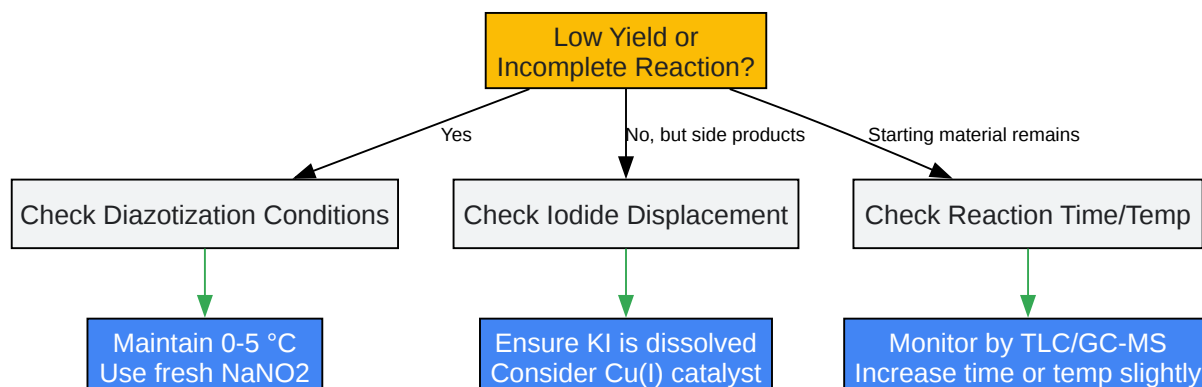 Low Yield or
Incomplete Reaction?
Yes
No, but side products
Starting material remains
Check Diazotization Conditions
Check Iodide Displacement
Check Reaction Time/Temp
Maintain 0-5 °C
Use fresh NaNO2
Ensure KI is dissolved
Consider Cu(I) catalyst
Monitor by TLC/GC-MS
Increase time or temp slightly